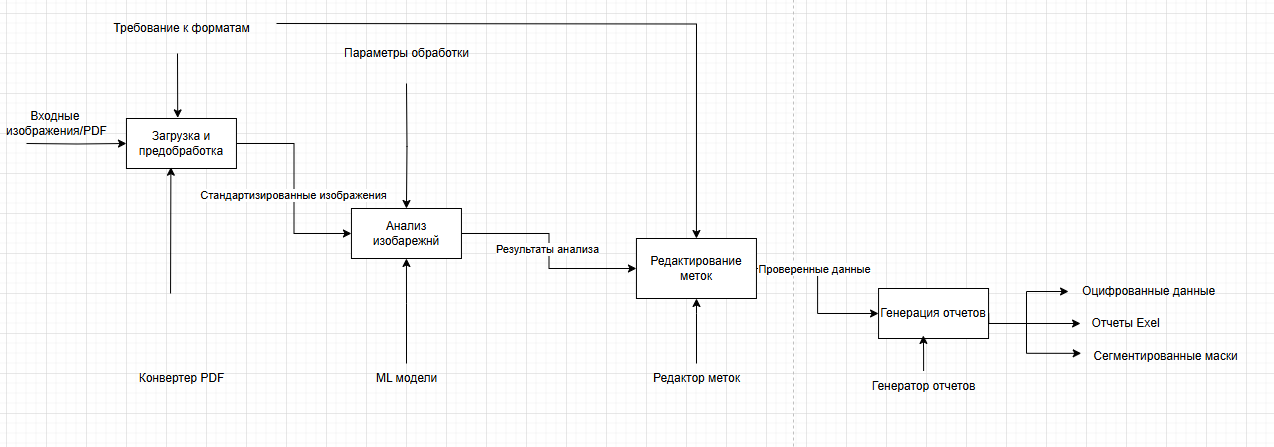 Требование к форматам
Параметры обработки
Входные
изображения/PDF
Загрузка и
предобработка
Стандартизированные изображения
Анализ
изобарежнй
Результаты анализа
Редактирование
меток
Проверенные данные
Генерация отчетов
Оцифрованные данные
Отчеты Exel
Сегментированные маски
Конвертер PDF
ML модели
Редактор меток
Генератор отчетов